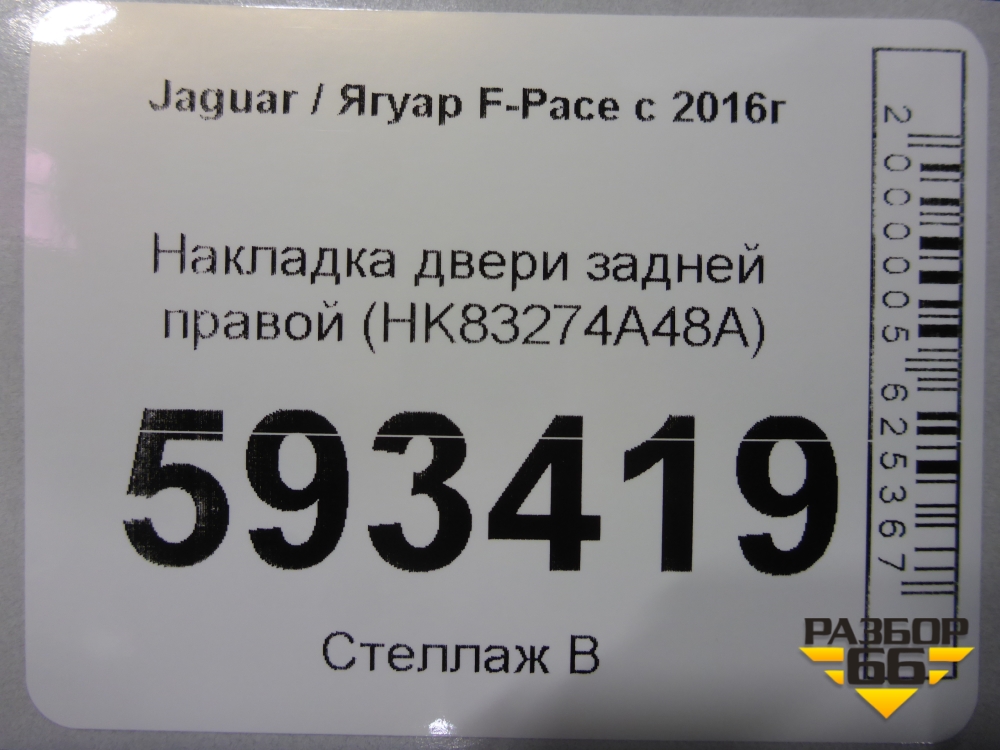 Jaguar / Ягуар F-Pace с 2016г
Накладка двери задней
правой (HK83274A48A)
593419
Стеллаж В
2000005625367
РАЗБОР
66